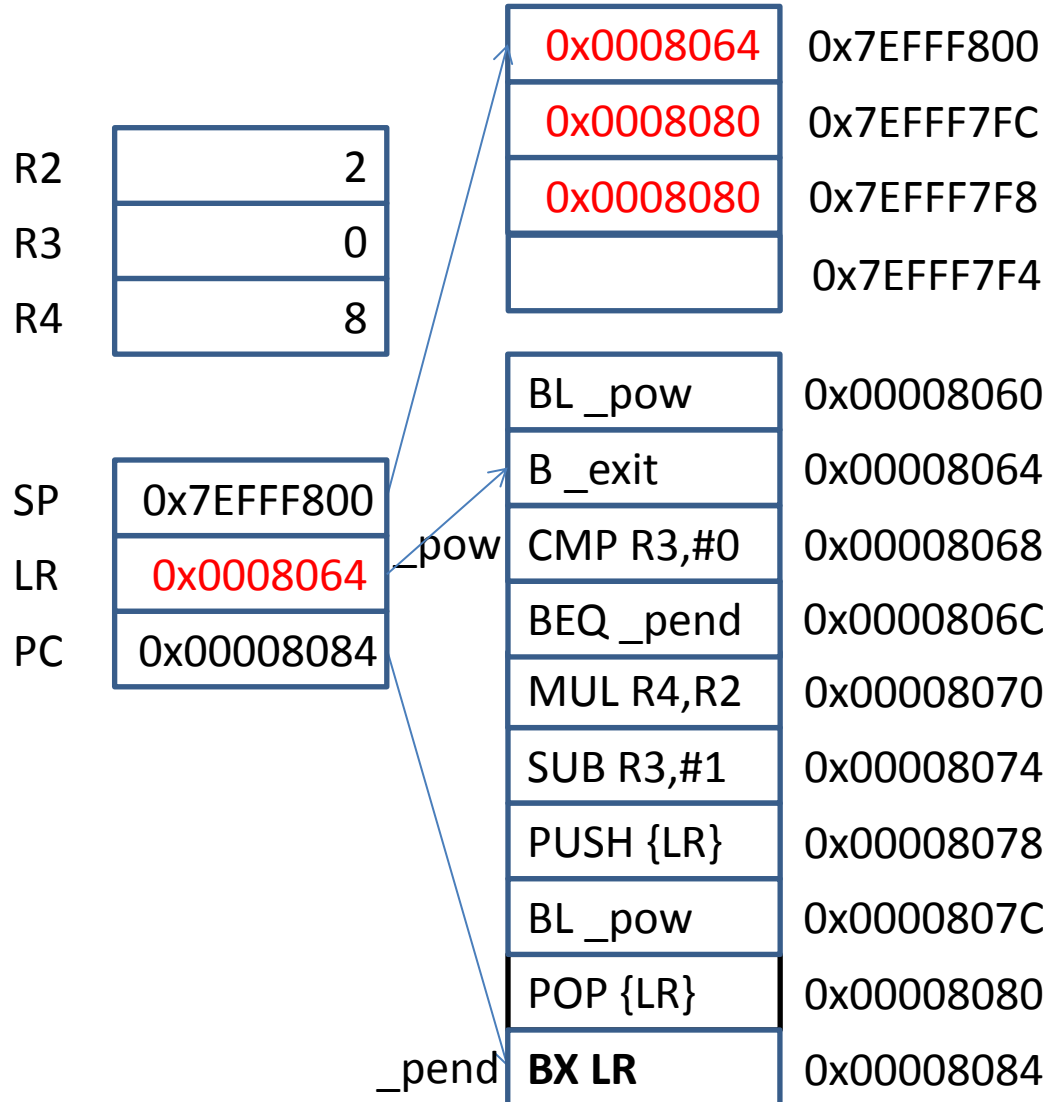 0x0008064 0x7EFFF800
0x0008080 0x7EFFF7FC
R2 2 0x0008080 0x7EFFF7F8
R3 0 0x7EFFF7F4
R4 8
BL _pow 0x00008060
SP 0x7EFFF800 B _exit 0x00008064
LR 0x0008064 _pow CMP R3,#0 0x00008068
PC 0x00008084 BEQ _pend 0x0000806C
MUL R4,R2 0x00008070
SUB R3,#1 0x00008074
PUSH {LR} 0x00008078
BL _pow 0x0000807C
POP {LR} 0x00008080
_pend BX LR 0x00008084